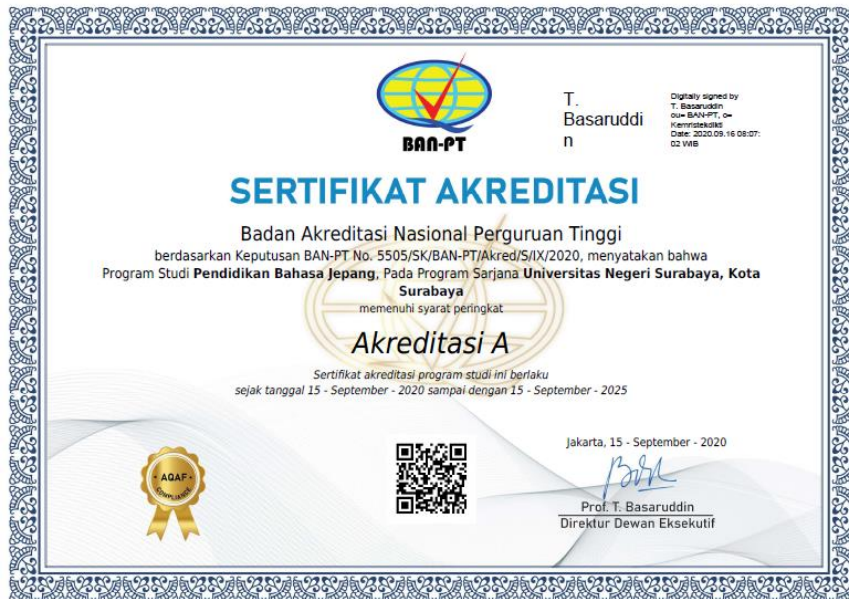 BAN-PT
T.
Basaruddi
n
Digitally signed by
T. Basaruddin
ou= BAN-PT, o=
Kemristekdikti
Date: 2020.09.16 08:07:
02 WIB
SERTIFIKAT AKREDITASI
Badan Akreditasi Nasional Perguruan Tinggi
berdasarkan Keputusan BAN-PT No. 5505/SK/BAN-PT/Akred/S/IX/2020, menyatakan bahwa
Program Studi Pendidikan Bahasa Jepang, Pada Program Sarjana Universitas Negeri Surabaya, Kota
Surabaya
memenuhi syarat peringkat
Akreditasi A
Sertifikat akreditasi program studi ini berlaku
sejak tanggal 15 - September - 2020 sampai dengan 15 - September - 2025
AQAF
COMPLIANCE
Jakarta, 15 - September - 2020
Prof. T. Basaruddin
Direktur Dewan Eksekutif